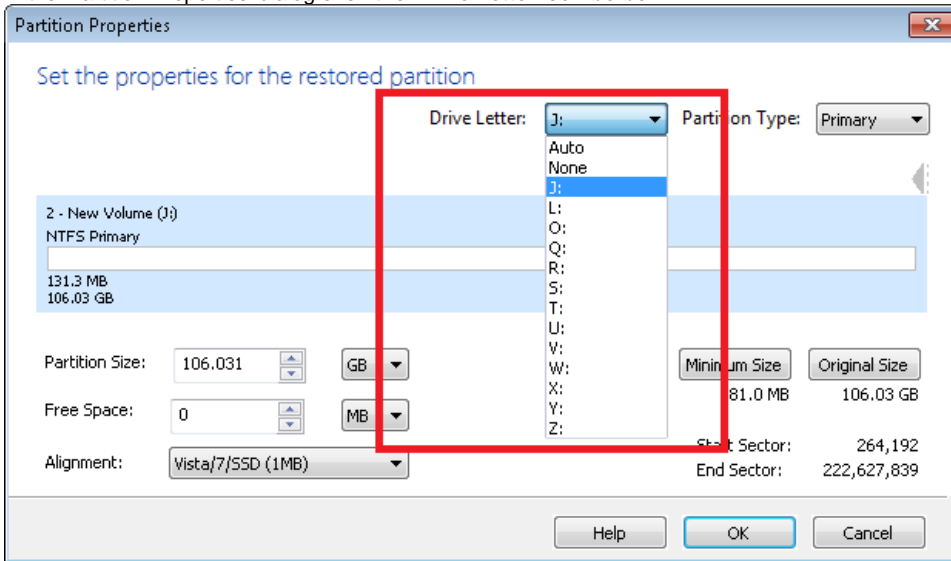 Partition Properties
Set the properties for the restored partition
Drive Letter: J: Partition Type: Primary
Auto
None
J:
L:
O:
Q:
R:
S:
T:
U:
V:
W:
X:
Y:
Z:
2 - New Volume (J:)
NTFS Primary
131.3 MB
106.03 GB
Partition Size: 106.031 GB Minimum Size Original Size
81.0 MB 106.03 GB
Free Space: 0 MB
Start Sector: 264,192
Alignment: Vista/7/SSD (1MB)
End Sector: 222,627,839
Help OK Cancel